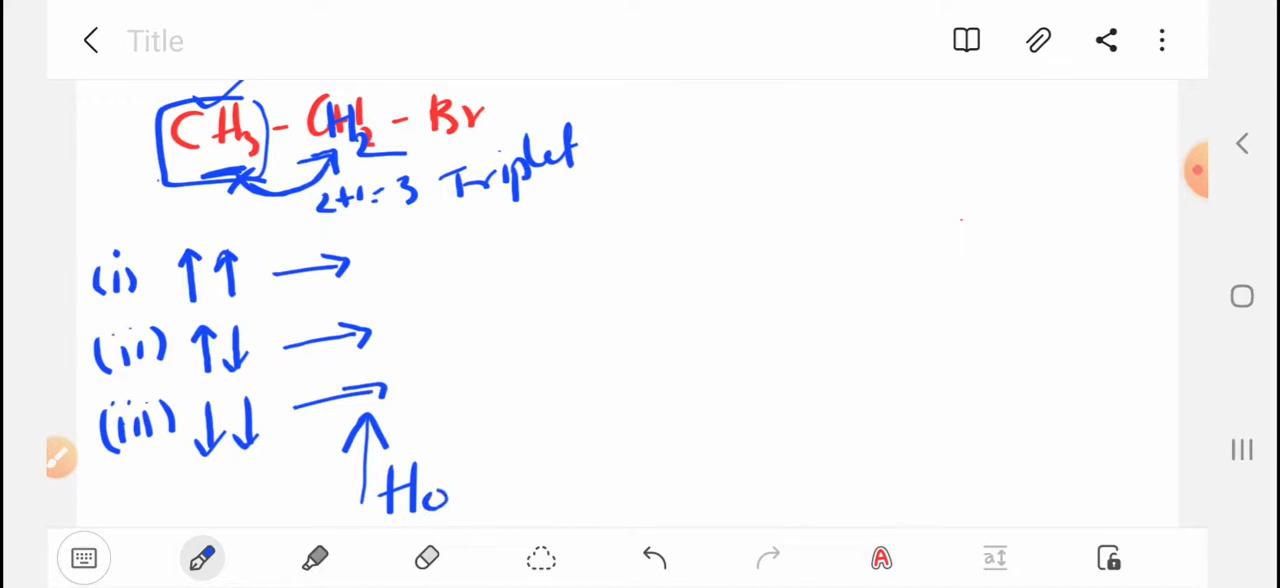 Title
CH3 - CH2 - Br
2+1=3 Triplet
(i) ↑↑ →
(ii) ↑↓ →
(iii) ↓↓ →
↑ Ho
A a↕